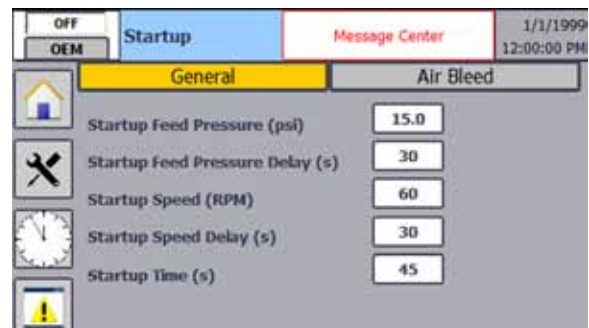 OFF
OEM
Startup
Message Center
1/1/1999
12:00:00 PM
General
Air Bleed
Startup Feed Pressure (psi) 15.0
Startup Feed Pressure Delay (s) 30
Startup Speed (RPM) 60
Startup Speed Delay (s) 30
Startup Time (s) 45